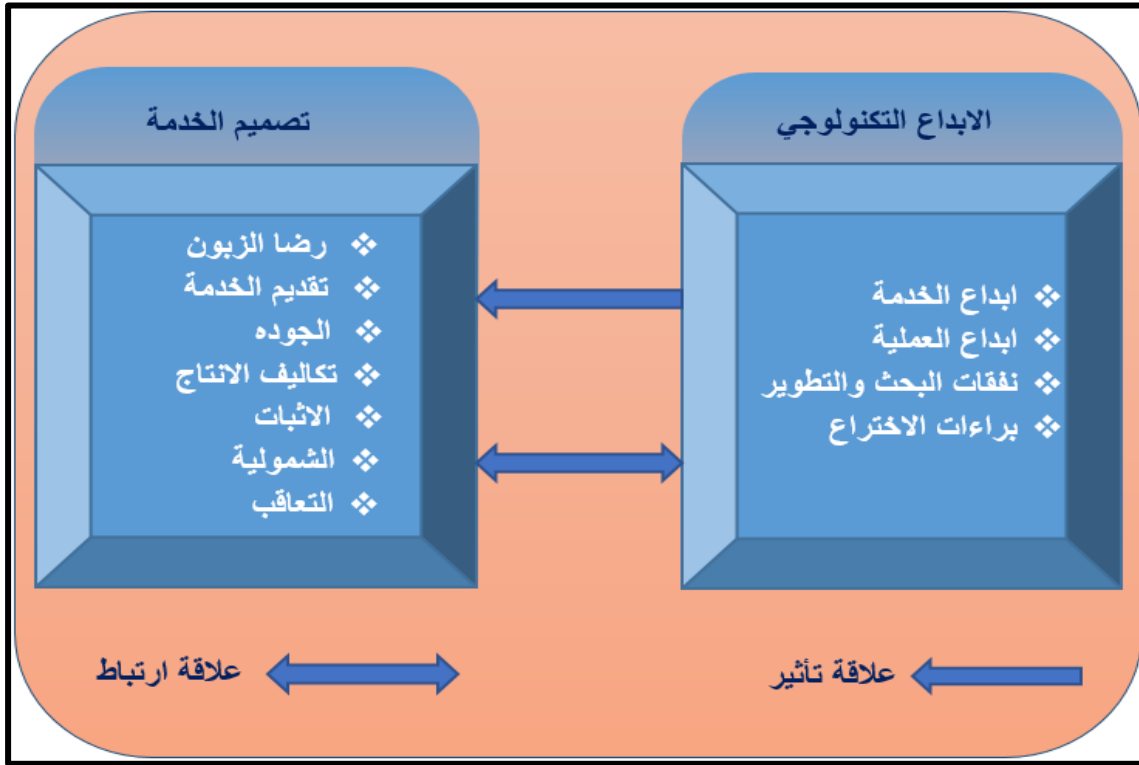 الابداع التكنولوجي
ابداع الخدمة
ابداع العملية
نفقات البحث والتطوير
براءات الاختراع
تصميم الخدمة
رضا الزبون
تقديم الخدمة
الجوده
تكاليف الانتاج
الاثبات
الشمولية
التعاقب
علاقة تأثير
علاقة ارتباط